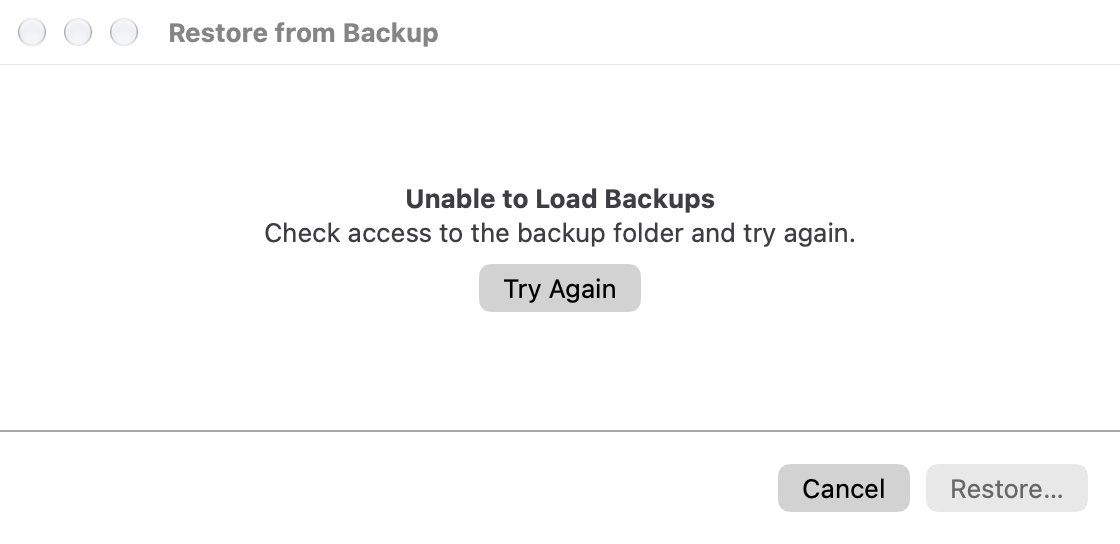 Restore from Backup
Unable to Load Backups
Check access to the backup folder and try again.
Try Again
Cancel
Restore...